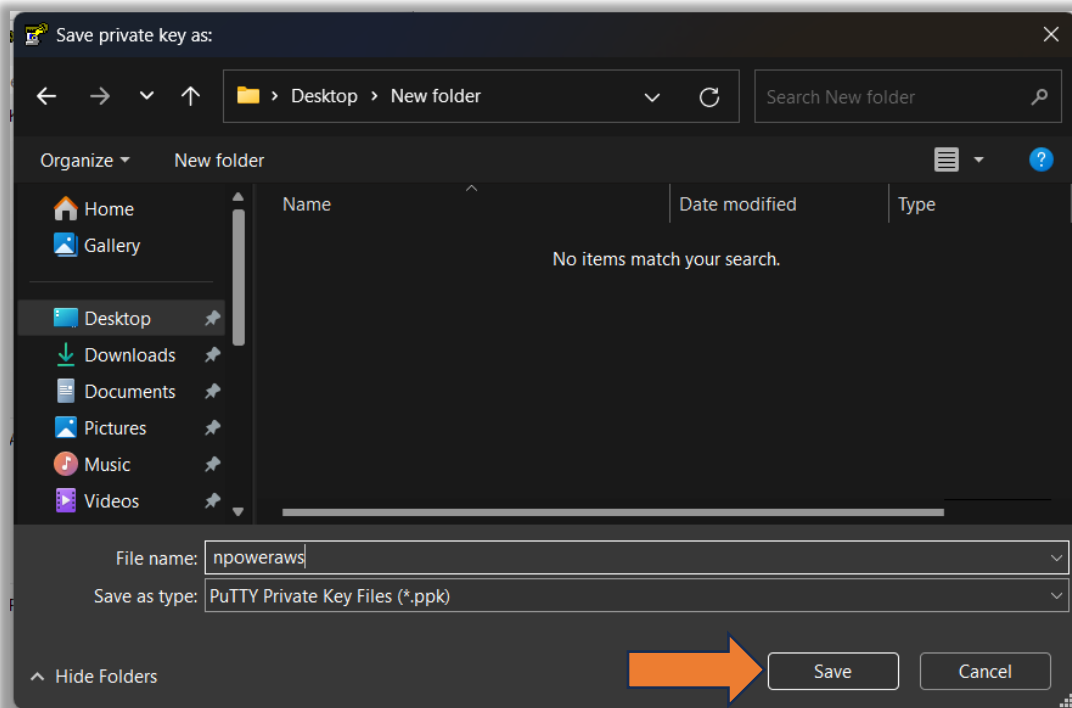 Save private key as:
Desktop > New folder
Search New folder
Organize
New folder
?
Home
Gallery
Desktop
Downloads
Documents
Pictures
Music
Videos
Name
Date modified
Type
No items match your search.
File name: npoweraws
Save as type: PuTTY Private Key Files (*.ppk)
Hide Folders
Save
Cancel